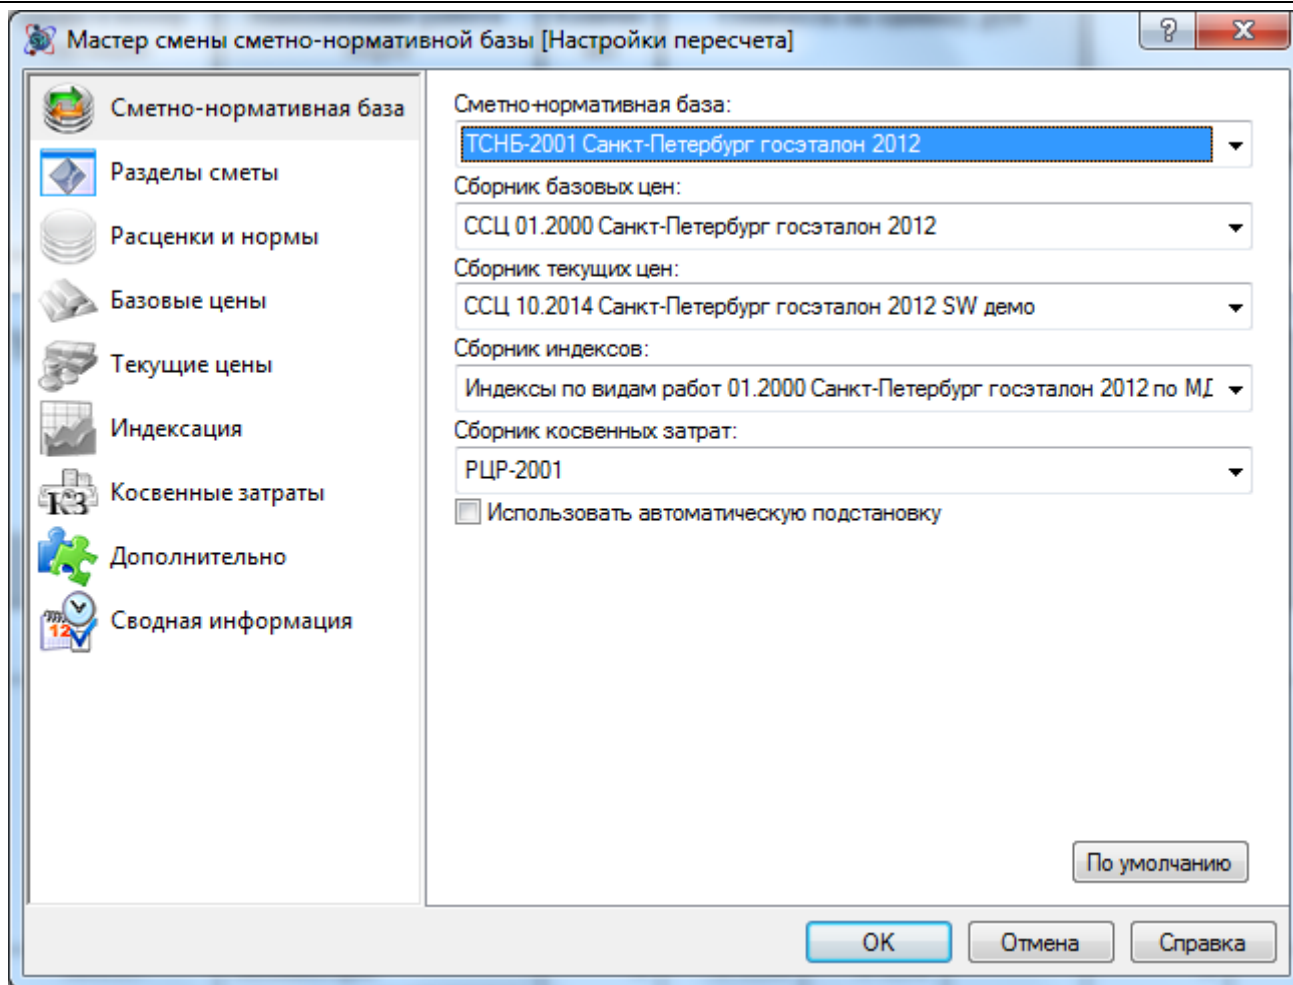 Мастер смены сметно-нормативной базы [Настройки пересчета]
Сметно-нормативная база
Разделы сметы
Расценки и нормы
Базовые цены
Текущие цены
Индексация
Косвенные затраты
Дополнительно
Сводная информация
Сметно-нормативная база:
ТСНБ-2001 Санкт-Петербург госэталон 2012
Сборник базовых цен:
ССЦ 01.2000 Санкт-Петербург госэталон 2012
Сборник текущих цен:
ССЦ 10.2014 Санкт-Петербург госэталон 2012 SW демо
Сборник индексов:
Индексы по видам работ 01.2000 Санкт-Петербург госэталон 2012 по МД
Сборник косвенных затрат:
РЦР-2001
Использовать автоматическую подстановку
По умолчанию
ОК
Отмена
Справка